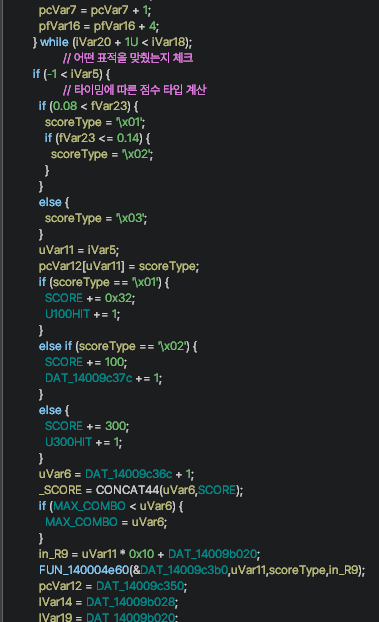 pcVar7 = pcVar7 + 1;
pfVar16 = pfVar16 + 4;
} while (iVar20 + 1U < iVar18);
// 어떤 표적을 맞췄는지 체크
if (-1 < iVar5) {
// 타이밍에 따른 점수 타입 계산
if (0.08 < fVar23) {
scoreType = '\x01';
if (fVar23 <= 0.14) {
scoreType = '\x02';
}
}
else {
scoreType = '\x03';
}
uVar11 = iVar5;
pcVar12[uVar11] = scoreType;
if (scoreType == '\x01') {
SCORE += 0x32;
U100HIT += 1;
}
else if (scoreType == '\x02') {
SCORE += 100;
DAT_14009c37c += 1;
}
else {
SCORE += 300;
U300HIT += 1;
}
uVar6 = DAT_14009c36c + 1;
_SCORE = CONCAT44(uVar6,SCORE);
if (MAX_COMBO < uVar6) {
MAX_COMBO = uVar6;
}
in_R9 = uVar11 * 0x10 + DAT_14009b020;
FUN_140004e60(&DAT_14009c3b0,uVar11,scoreType,in_R9);
pcVar12 = DAT_14009c350;
lVar14 = DAT_14009b028;
lVar19 = DAT_14009b020;